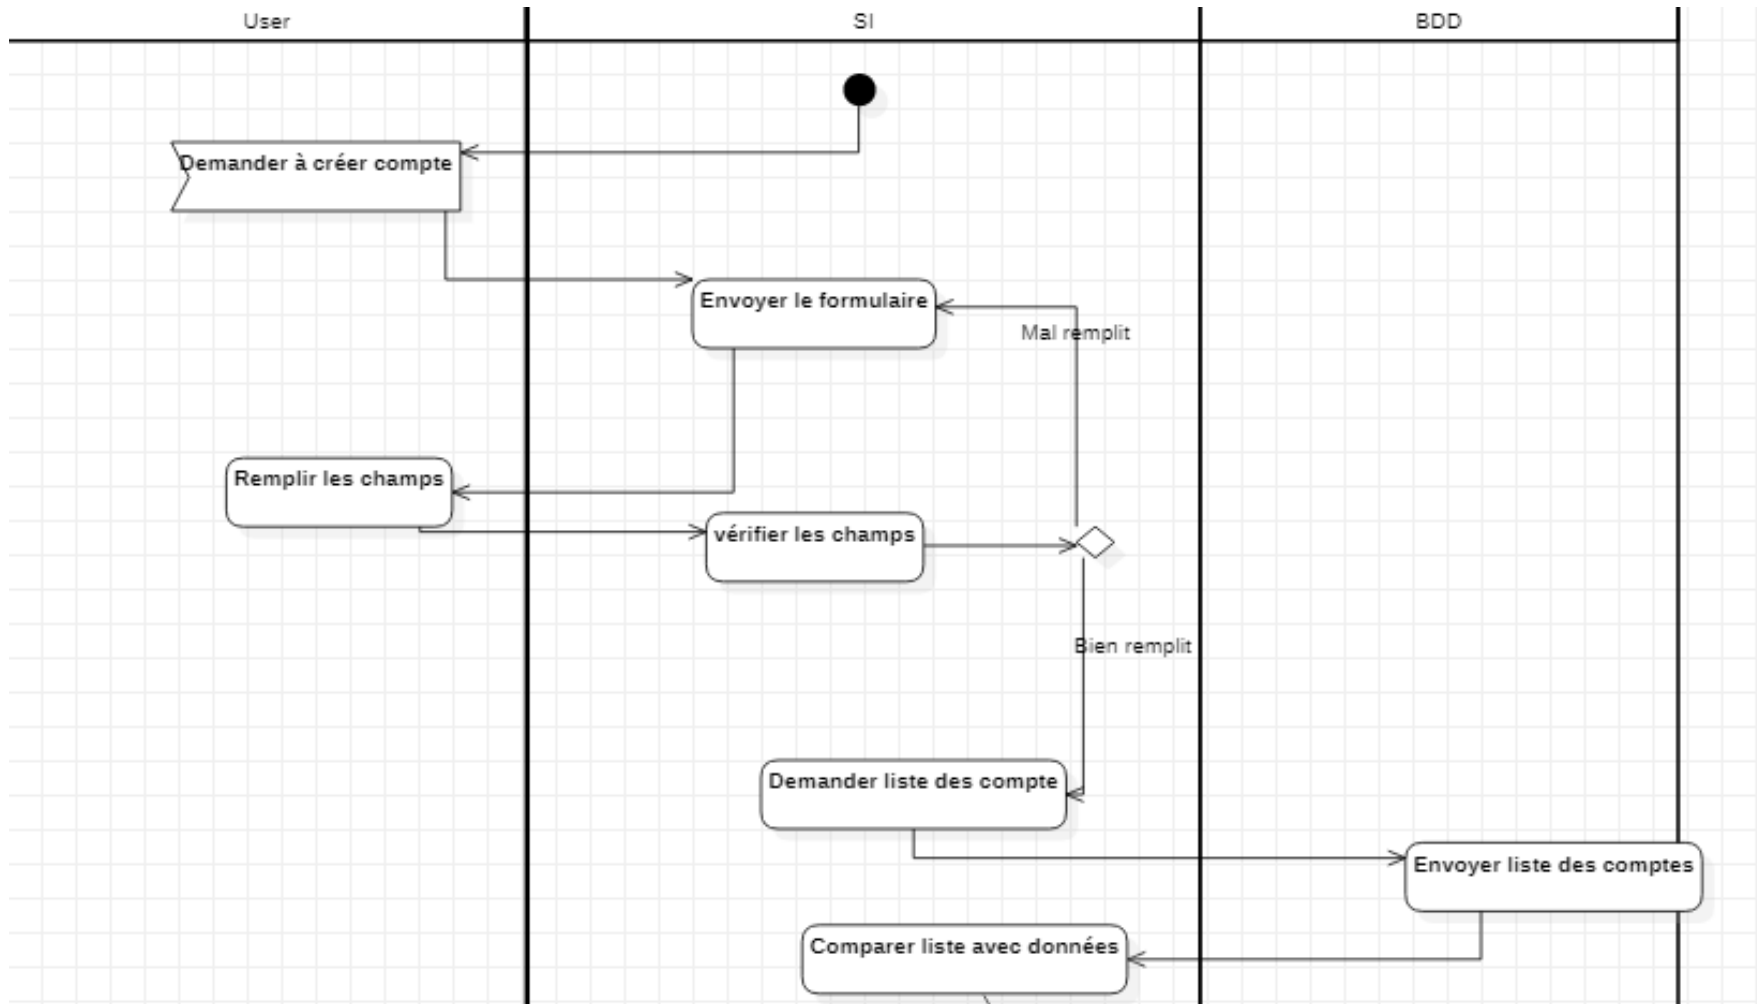 User
SI
BDD
Demander à créer compte
Envoyer le formulaire
Mal remplit
Remplir les champs
vérifier les champs
Bien remplit
Demander liste des compte
Envoyer liste des comptes
Comparer liste avec données